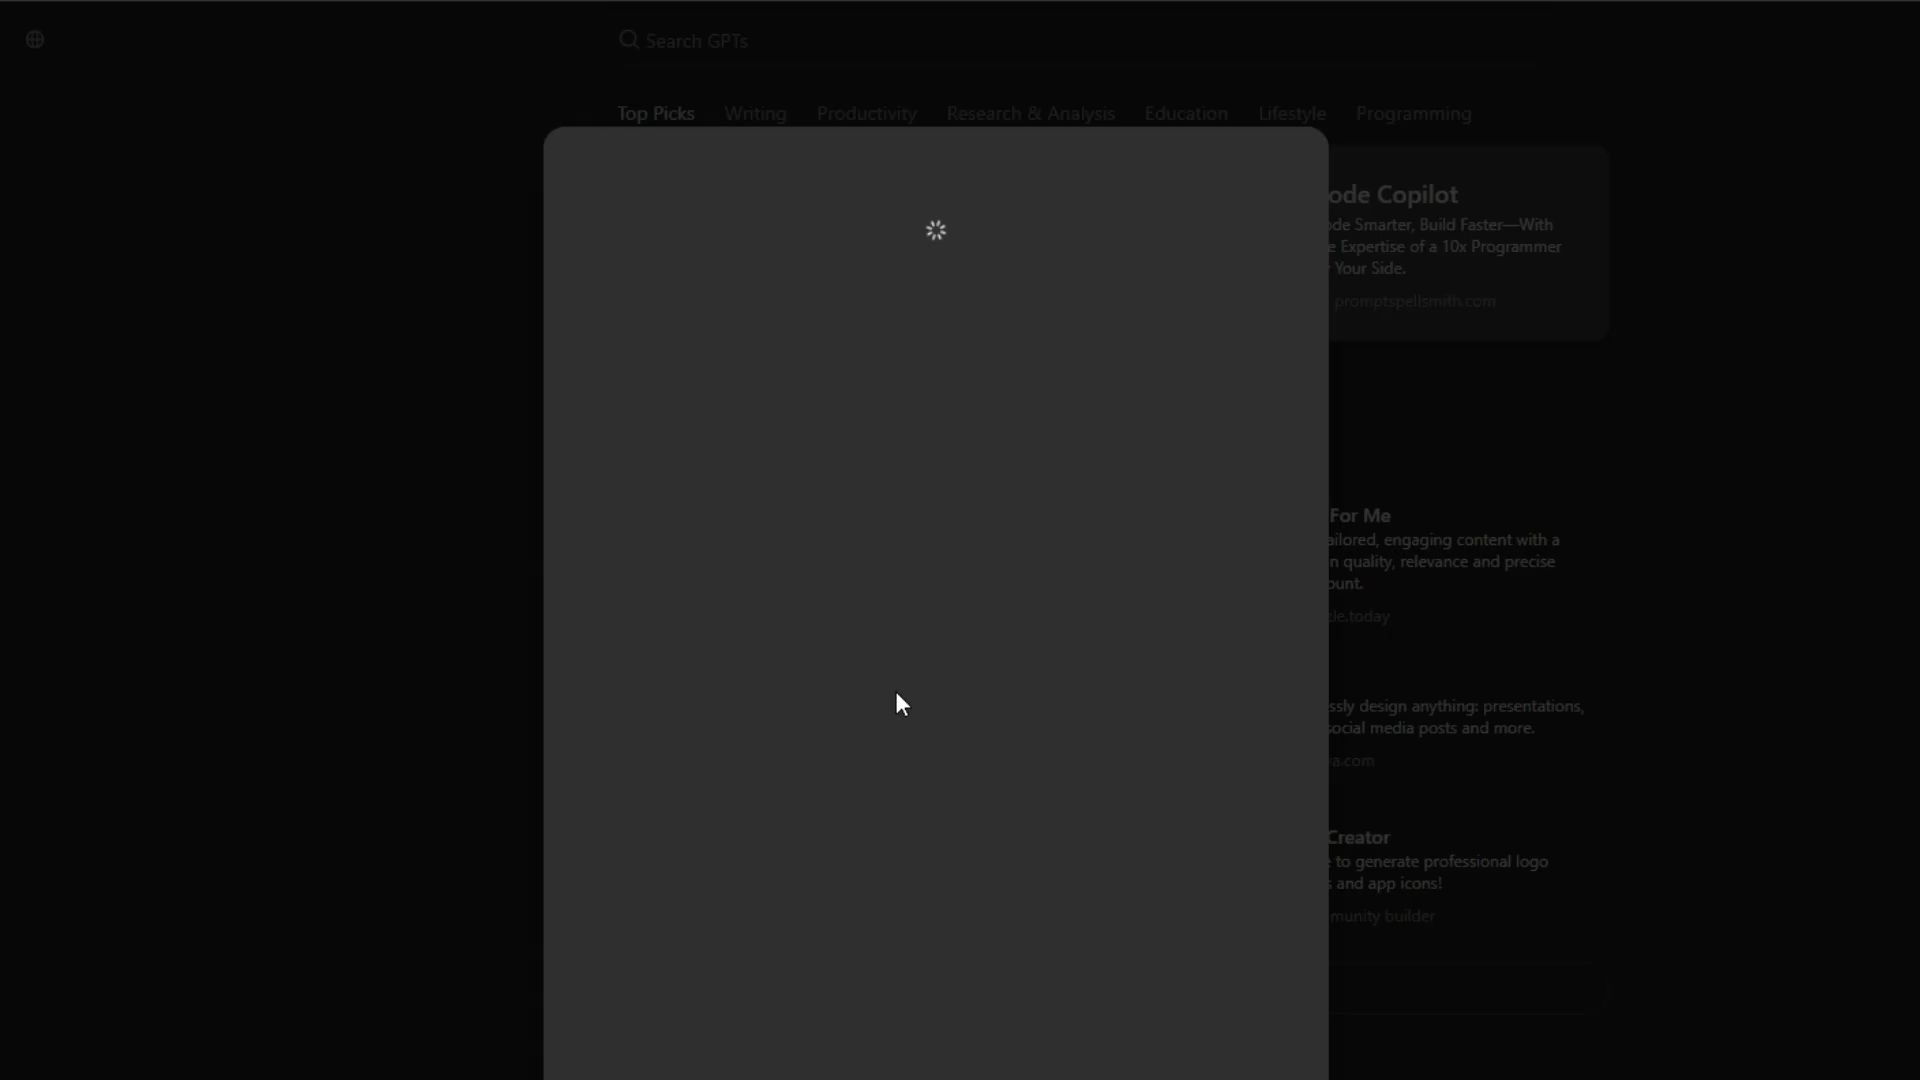 Search GPTs
Top Picks Writing Productivity Research & Analysis Education Lifestyle Programming
ode Copilot
ode Smarter, Build Faster—With
e Expertise of a 10x Programmer
Your Side.
promptspellsmith.com
For Me
ailored, engaging content with a
n quality, relevance and precise
ount.
zle.today
ssly design anything: presentations,
social media posts and more.
va.com
Creator
to generate professional logo
s and app icons!
munity builder